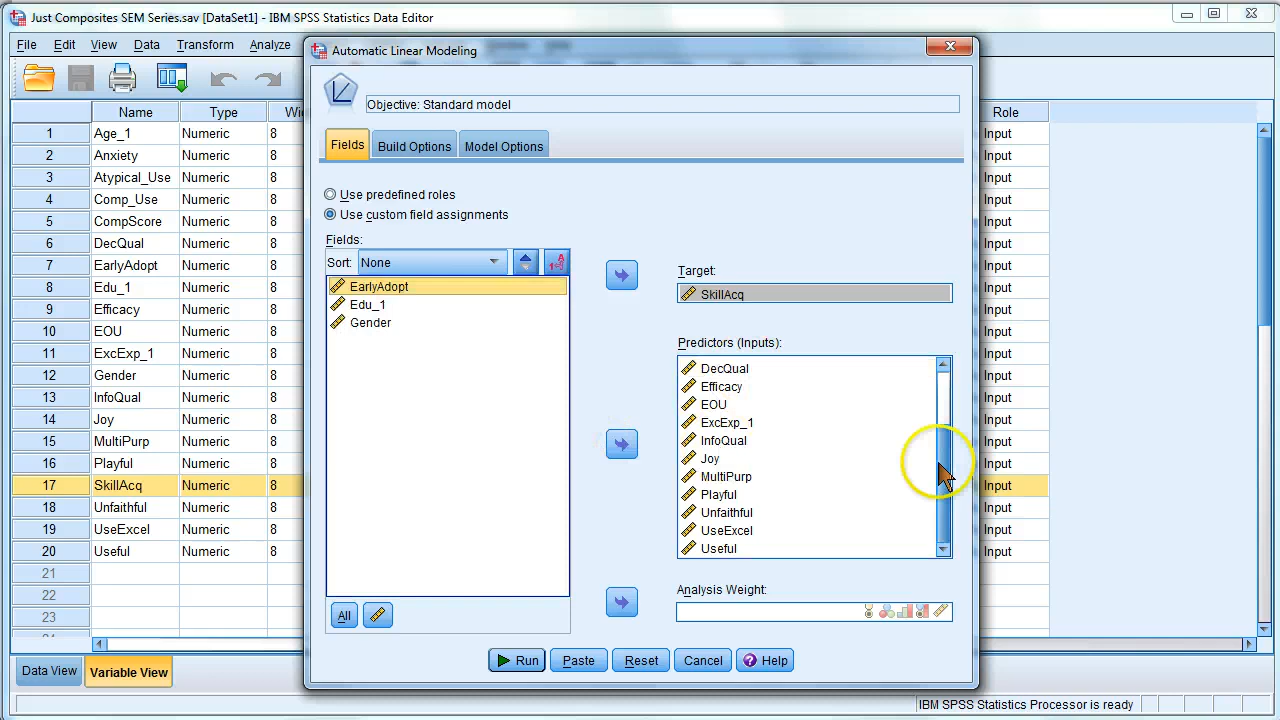 Just Composites SEM Series.sav [DataSet1] - IBM SPSS Statistics Data Editor
File Edit View Data Transform Analyze
Name Type Role
1 Age_1 Numeric 8 Input
2 Anxiety Numeric 8 Input
3 Atypical_Use Numeric 8 Input
4 Comp_Use Numeric 8 Input
5 CompScore Numeric 8 Input
6 DecQual Numeric 8 Input
7 EarlyAdopt Numeric 8 Input
8 Edu_1 Numeric 8 Input
9 Efficacy Numeric 8 Input
10 EOU Numeric 8 Input
11 ExcExp_1 Numeric 8 Input
12 Gender Numeric 8 Input
13 InfoQual Numeric 8 Input
14 Joy Numeric 8 Input
15 MultiPurp Numeric 8 Input
16 Playful Numeric 8 Input
17 SkillAcq Numeric 8 Input
18 Unfaithful Numeric 8 Input
19 UseExcel Numeric 8 Input
20 Useful Numeric 8 Input
21
22
23
Data View Variable View
IBM SPSS Statistics Processor is ready
Automatic Linear Modeling
Objective: Standard model
Fields Build Options Model Options
Use predefined roles
Use custom field assignments
Fields:
Sort: None
EarlyAdopt
Edu_1
Gender
All
Target:
SkillAcq
Predictors (Inputs):
DecQual
Efficacy
EOU
ExcExp_1
InfoQual
Joy
MultiPurp
Playful
Unfaithful
UseExcel
Useful
Analysis Weight:
Run Paste Reset Cancel Help